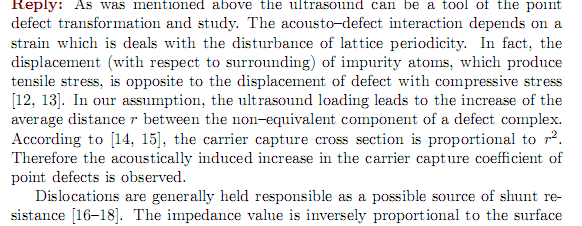 Reply: As was mentioned above the ultrasound can be a tool of the point
defect transformation and study. The acousto–defect interaction depends on a
strain which is deals with the disturbance of lattice periodicity. In fact, the
displacement (with respect to surrounding) of impurity atoms, which produce
tensile stress, is opposite to the displacement of defect with compressive stress
[12, 13]. In our assumption, the ultrasound loading leads to the increase of the
average distance r between the non–equivalent component of a defect complex.
According to [14, 15], the carrier capture cross section is proportional to r².
Therefore the acoustically induced increase in the carrier capture coefficient of
point defects is observed.
Dislocations are generally held responsible as a possible source of shunt re-
sistance [16–18]. The impedance value is inversely proportional to the surface